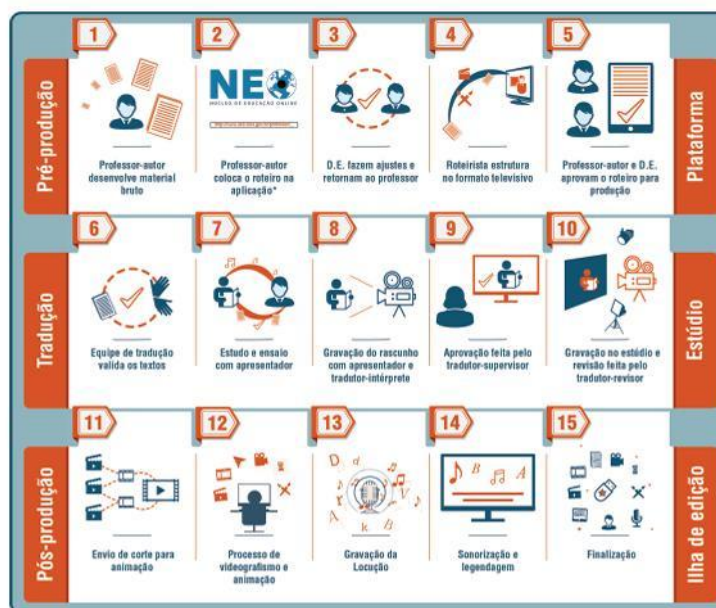 Pré-produção
1
Professor-autor
desenvolve material
bruto
2
NEO
NÚCLEO DE EDUCAÇÃO ONLINE
Professor-autor
coloca o roteiro na
aplicação*
3
D.E. fazem ajustes e
retornam ao professor
4
Roteirista estrutura
no formato televisivo
5
Professor-autor e D.E.
aprovam o roteiro para
produção
Plataforma
Tradução
6
Equipe de tradução
valida os textos
7
Estudo e ensaio
com apresentador
8
Gravação do rascunho
com apresentador e
tradutor-intérprete
9
Aprovação feita pelo
tradutor-supervisor
10
Gravação no estúdio e
revisão feita pelo
tradutor-revisor
Estúdio
Pós-produção
11
Envio de corte para
animação
12
Processo de
videografismo e
animação
13
D d
V
A k B
Gravação da
Locução
14
B A
Sonorização e
legendagem
15
Finalização
Ilha de edição